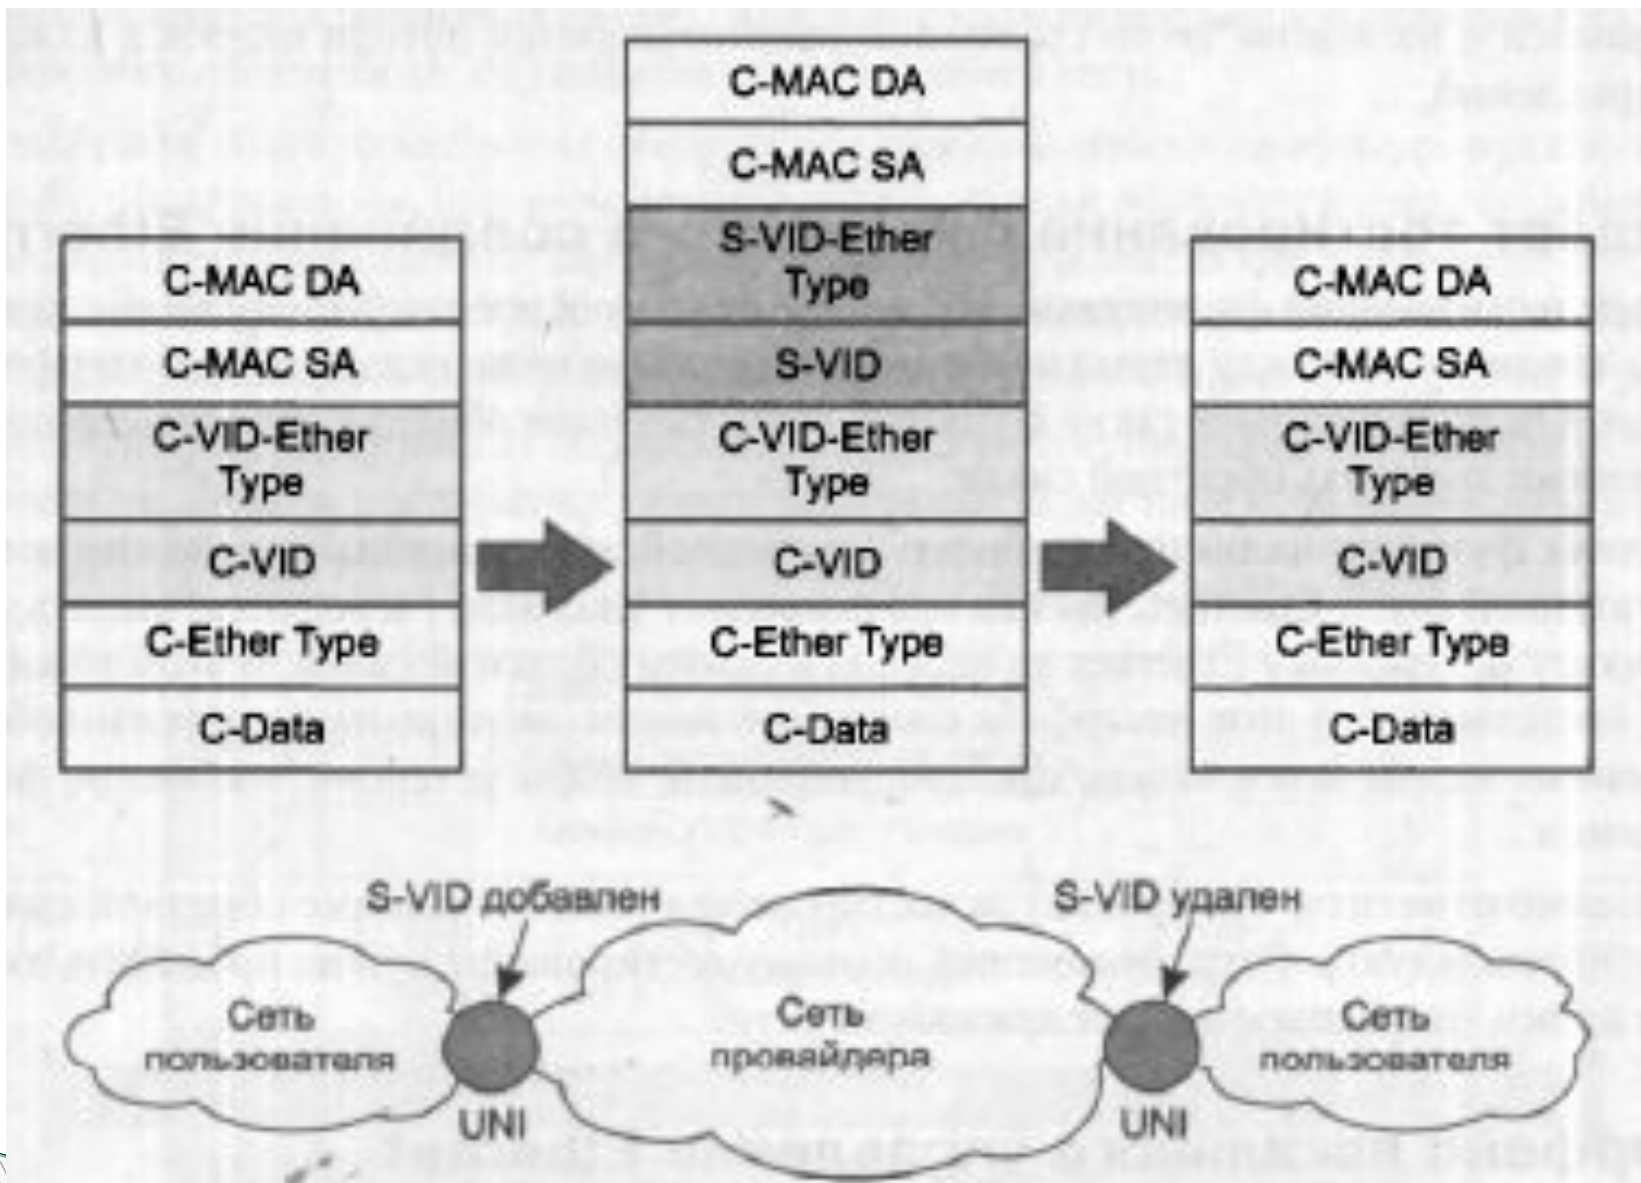 C-MAC DA
C-MAC SA
C-VID-Ether
Type
C-VID
C-Ether Type
C-Data
C-MAC DA
C-MAC SA
S-VID-Ether
Type
S-VID
C-VID-Ether
Type
C-VID
C-Ether Type
C-Data
C-MAC DA
C-MAC SA
C-VID-Ether
Type
C-VID
C-Ether Type
C-Data
S-VID добавлен
S-VID удален
Сеть
пользователя
UNI
Сеть
провайдера
UNI
Сеть
пользователя